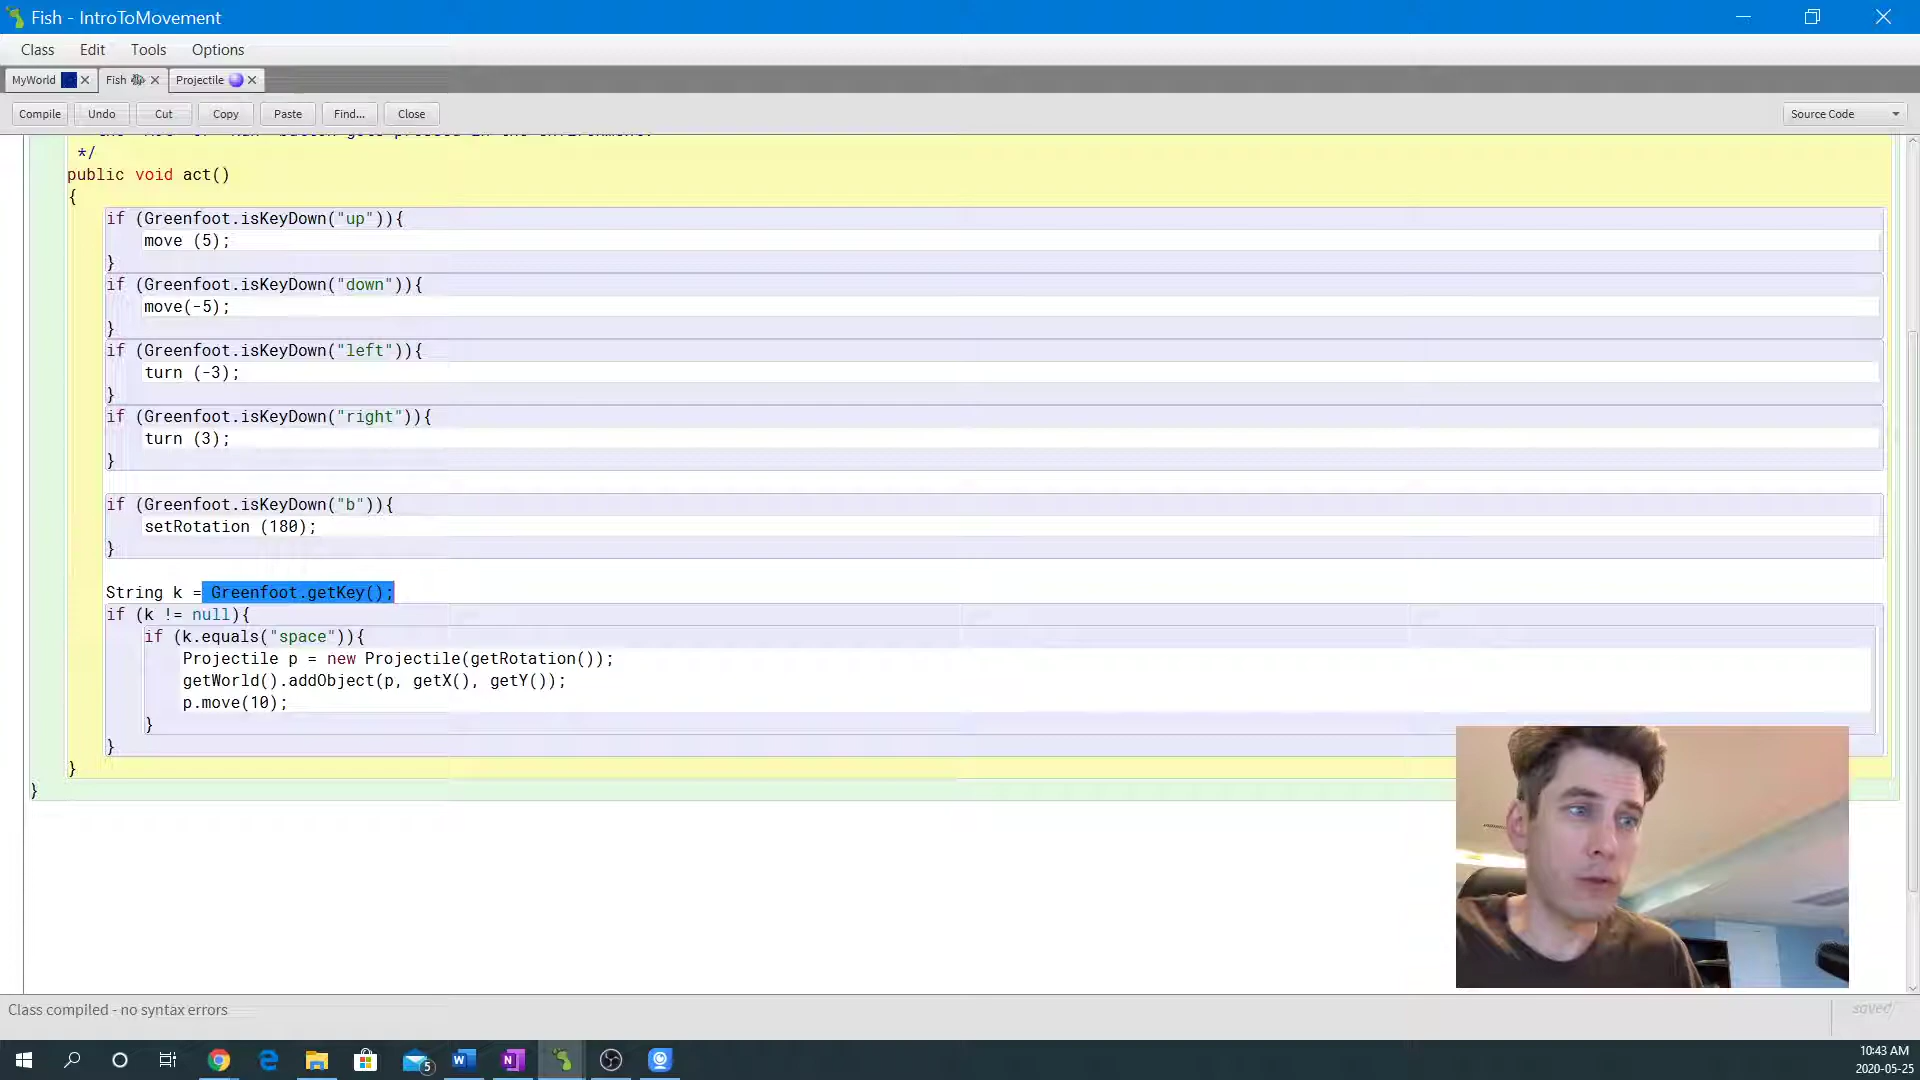 Fish - IntroToMovement
Class Edit Tools Options
MyWorld Fish Projectile
Compile Undo Cut Copy Paste Find... Close Source Code
*/
public void act()
{
if (Greenfoot.isKeyDown("up")){
move (5);
}
if (Greenfoot.isKeyDown("down")){
move(-5);
}
if (Greenfoot.isKeyDown("left")){
turn (-3);
}
if (Greenfoot.isKeyDown("right")){
turn (3);
}
if (Greenfoot.isKeyDown("b")){
setRotation (180);
}
String k = Greenfoot.getKey();
if (k != null){
if (k.equals("space")){
Projectile p = new Projectile(getRotation());
getWorld().addObject(p, getX(), getY());
p.move(10);
}
}
}
}
Class compiled - no syntax errors
saved
5
10:43 AM
2020-05-25